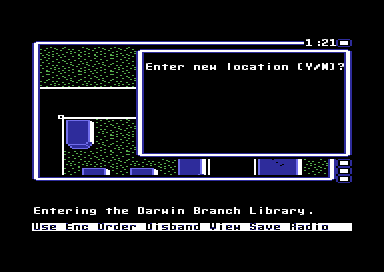 1:21
Enter new location (Y/N)?
Entering the Darwin Branch Library.
Use Enc Order Disband View Save Radio